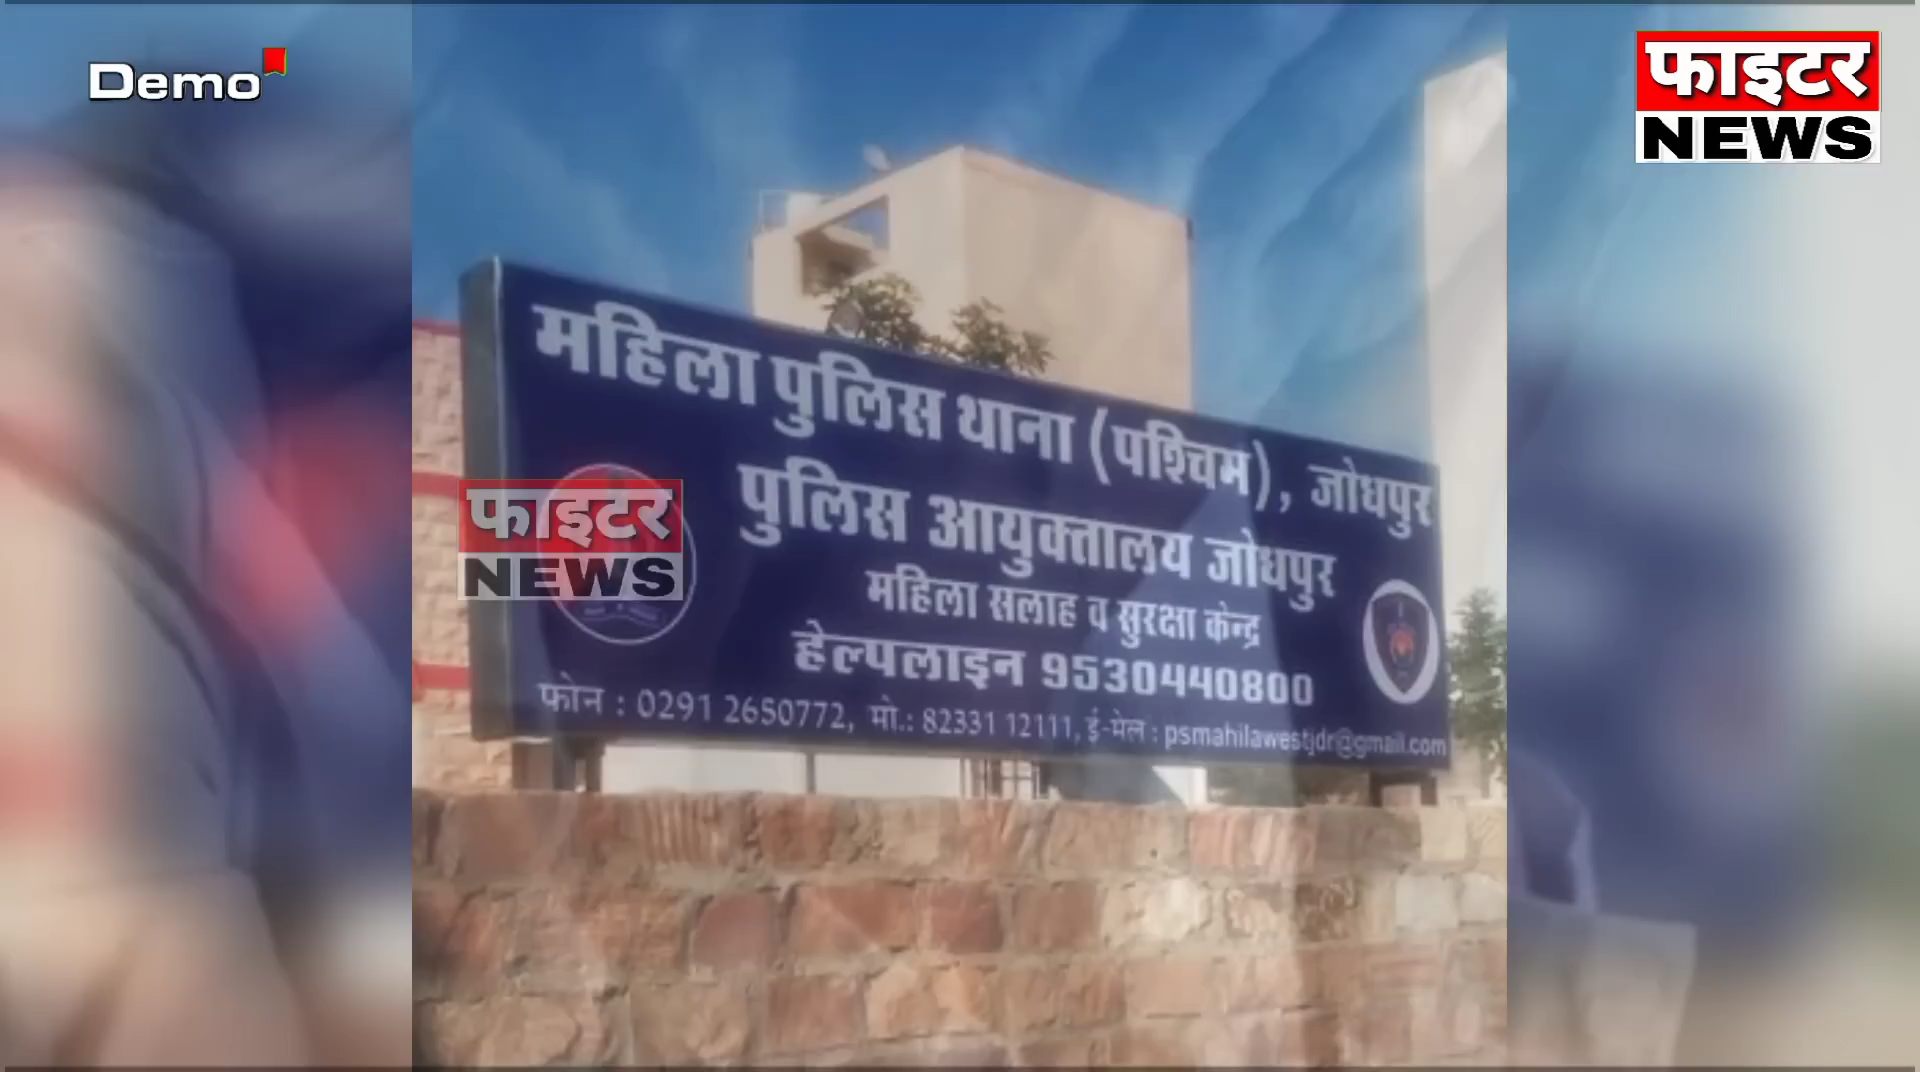 Demo
फाइटर
NEWS
महिला पुलिस थाना (पश्चिम), जोधपुर
पुलिस आयुक्तालय जोधपुर
महिला सलाह व सुरक्षा केन्द्र
हेल्पलाइन 9530440800
फोन : 0291 2650772, मो.: 82331 12111, ई-मेल : psmahilawestjdr@gmail.com
फाइटर
NEWS